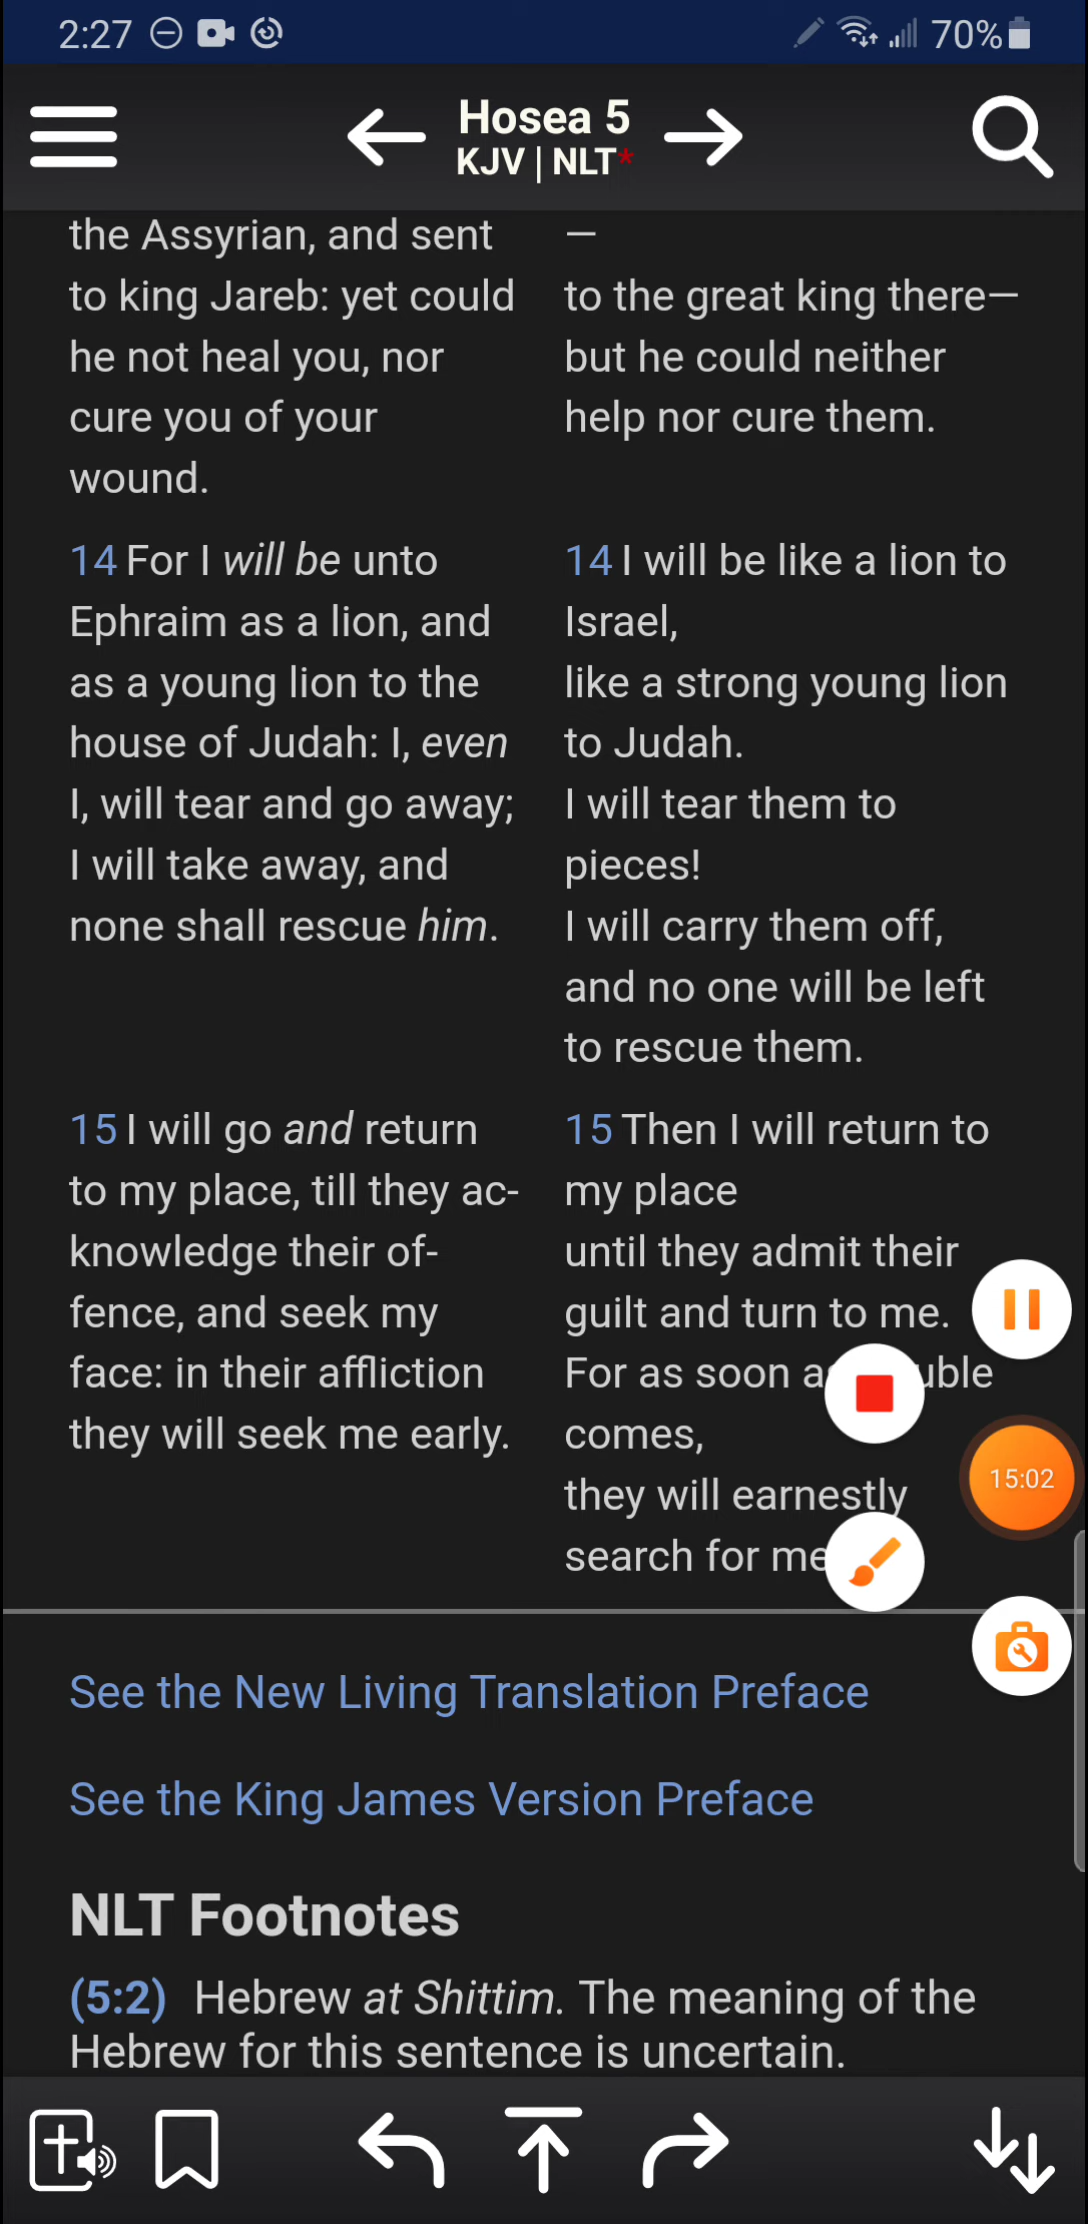 2:27
70%
Hosea 5
KJV | NLT*
the Assyrian, and sent
to king Jareb: yet could
he not heal you, nor
cure you of your
wound.
—
to the great king there—
but he could neither
help nor cure them.
14 For I will be unto
Ephraim as a lion, and
as a young lion to the
house of Judah: I, even
I, will tear and go away;
I will take away, and
none shall rescue him.
14 I will be like a lion to
Israel,
like a strong young lion
to Judah.
I will tear them to
pieces!
I will carry them off,
and no one will be left
to rescue them.
15 I will go and return
to my place, till they ac-
knowledge their of-
fence, and seek my
face: in their affliction
they will seek me early.
15 Then I will return to
my place
until they admit their
guilt and turn to me.
For as soon
comes,
they will earnestly
search for me
15:02
See the New Living Translation Preface
See the King James Version Preface
NLT Footnotes
(5:2) Hebrew at Shittim. The meaning of the
Hebrew for this sentence is uncertain.